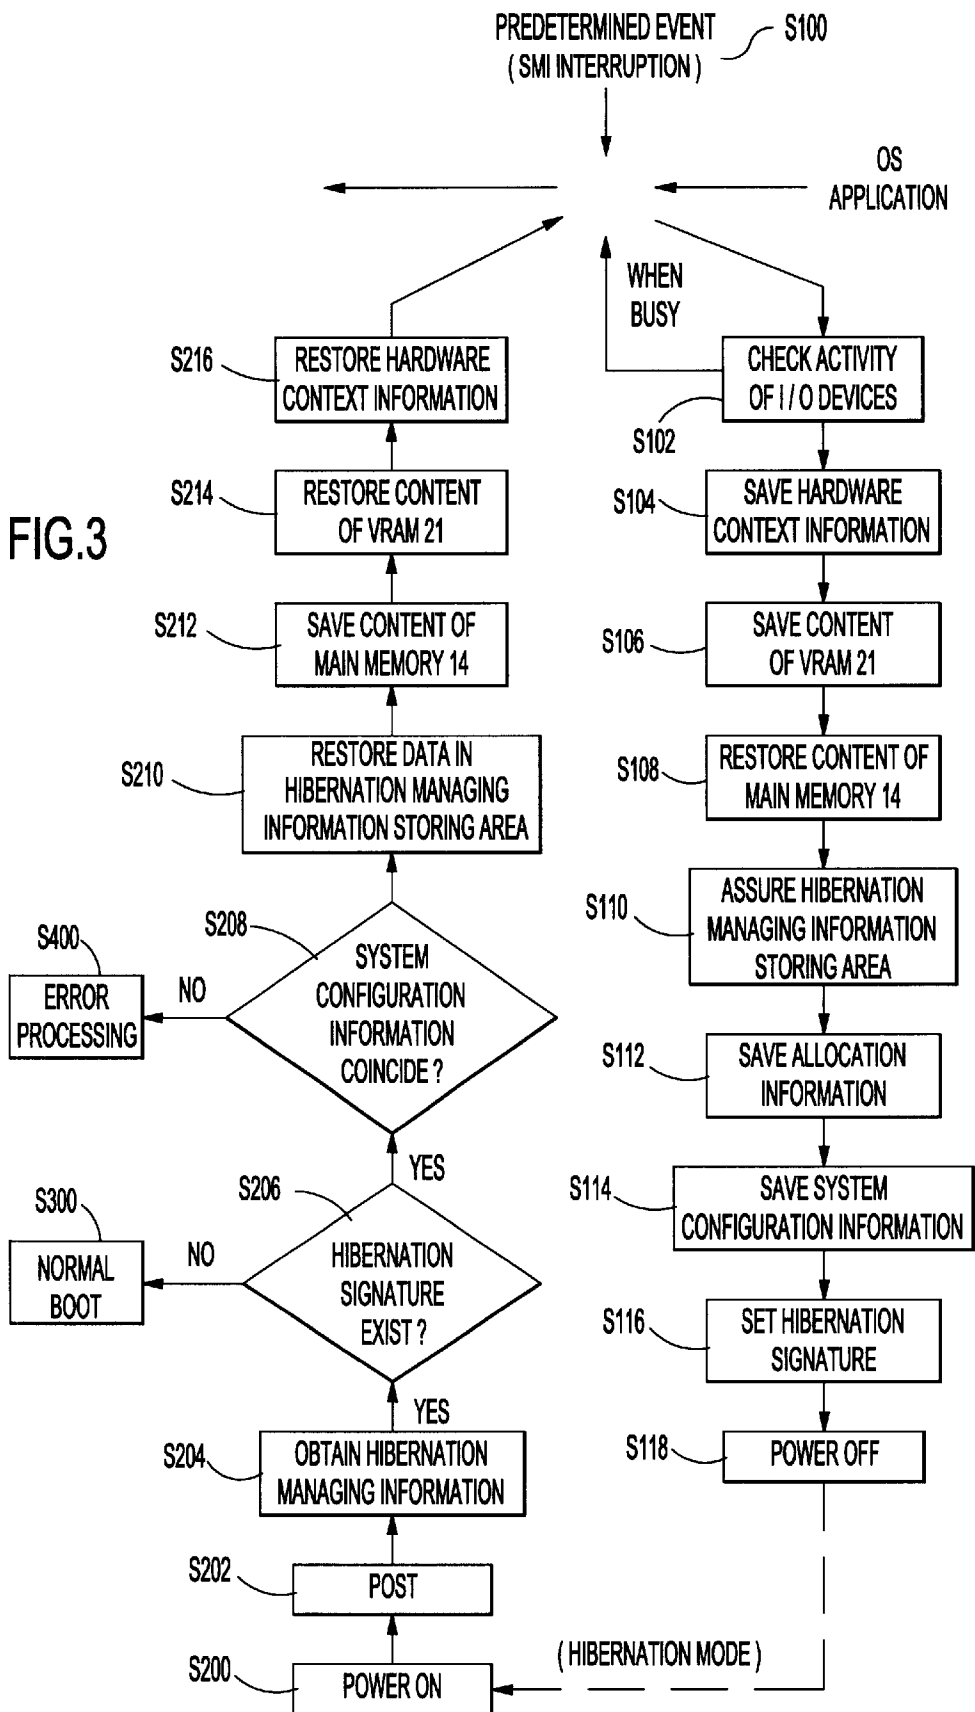 PREDETERMINED EVENT
( SMI INTERRUPTION )
S100
OS
APPLICATION
WHEN
BUSY
S216
RESTORE HARDWARE
CONTEXT INFORMATION
CHECK ACTIVITY
OF I / O DEVICES
S102
S214
RESTORE CONTENT
OF VRAM 21
S104
SAVE HARDWARE
CONTEXT INFORMATION
FIG.3
S212
SAVE CONTENT OF
MAIN MEMORY 14
S106
SAVE CONTENT
OF VRAM 21
S210
RESTORE DATA IN
HIBERNATION MANAGING
INFORMATION STORING AREA
S108
RESTORE CONTENT OF
MAIN MEMORY 14
S110
ASSURE HIBERNATION
MANAGING INFORMATION
STORING AREA
S208
SYSTEM
CONFIGURATION
INFORMATION
COINCIDE ?
S400
NO
ERROR
PROCESSING
S112
SAVE ALLOCATION
INFORMATION
YES
S114
SAVE SYSTEM
CONFIGURATION INFORMATION
S206
HIBERNATION
SIGNATURE
EXIST ?
S300
NO
NORMAL
BOOT
S116
SET HIBERNATION
SIGNATURE
YES
S204
OBTAIN HIBERNATION
MANAGING INFORMATION
S118
POWER OFF
S202
POST
S200
POWER ON
( HIBERNATION MODE )